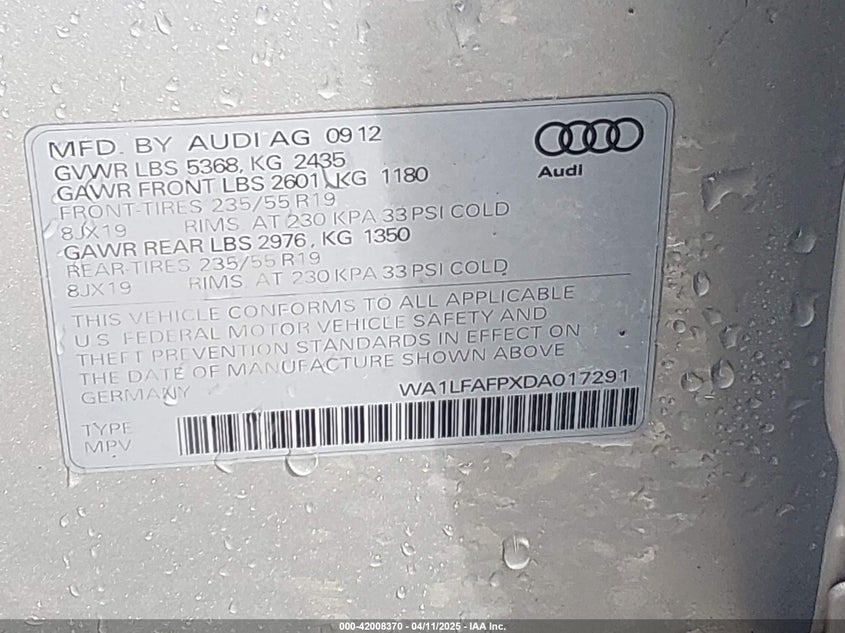 MFD. BY AUDI AG 09 12
GVWR LBS 5368, KG 2435
GAWR FRONT LBS 2601, KG 1180
FRONT-TIRES 235/55 R19
8JX19 RIMS AT 230 KPA 33 PSI COLD
GAWR REAR LBS 2976, KG 1350
REAR-TIRES 235/55 R19
8JX19 RIMS AT 230 KPA 33 PSI COLD
Audi
THIS VEHICLE CONFORMS TO ALL APPLICABLE
U.S. FEDERAL MOTOR VEHICLE SAFETY AND
THEFT PREVENTION STANDARDS IN EFFECT ON
THE DATE OF MANUFACTURE SHOWN ABOVE
GERMANY WA1LFAFPXDA017291
TYPE
MPV
000-42008370 - 04/11/2025 - IAA Inc.